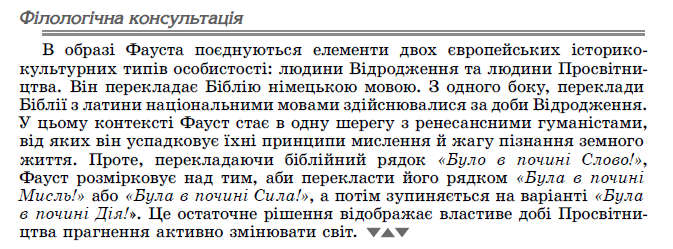 Філологічна консультація
В образі Фауста поєднуються елементи двох європейських історико-
культурних типів особистості: людини Відродження та людини Просвітни-
цтва. Він перекладає Біблію німецькою мовою. З одного боку, переклади
Біблії з латини національними мовами здійснювалися за доби Відродження.
У цьому контексті Фауст стає в одну шерегу з ренесансними гуманістами,
від яких він успадковує їхні принципи мислення й жагу пізнання земного
життя. Проте, перекладаючи біблійний рядок «Було в почині Слово!»,
Фауст розмірковує над тим, аби перекласти його рядком «Була в почині
Мисль!» або «Була в почині Сила!», а потім зупиняється на варіанті «Була
в почині Дія!». Це остаточне рішення відображає властиве добі Просвітни-
цтва прагнення активно змінювати світ. ▼▲▼